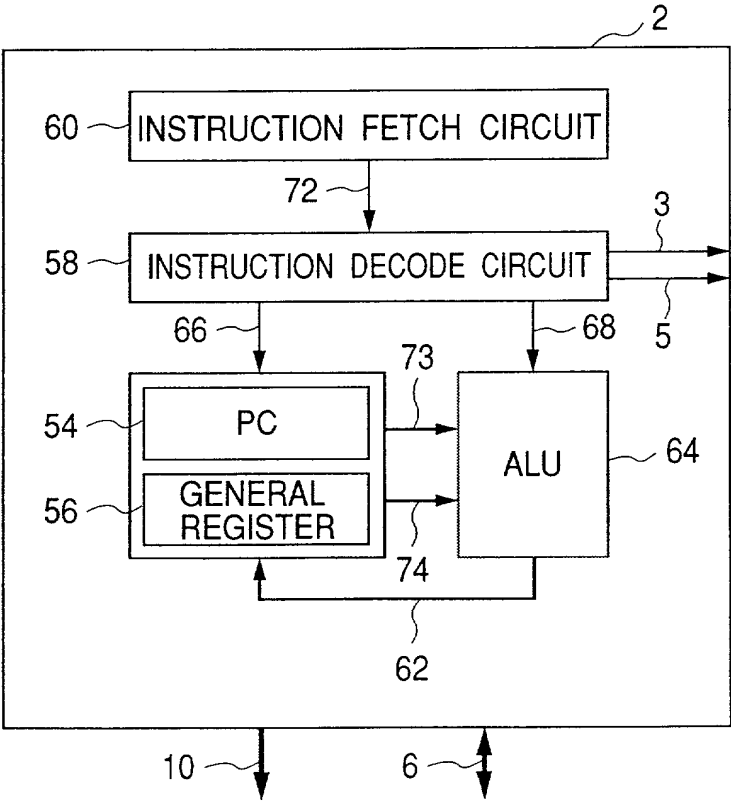 2
60
INSTRUCTION FETCH CIRCUIT
72
3
58
INSTRUCTION DECODE CIRCUIT
5
66
68
73
54
PC
ALU
64
56
GENERAL
REGISTER
74
62
10
6